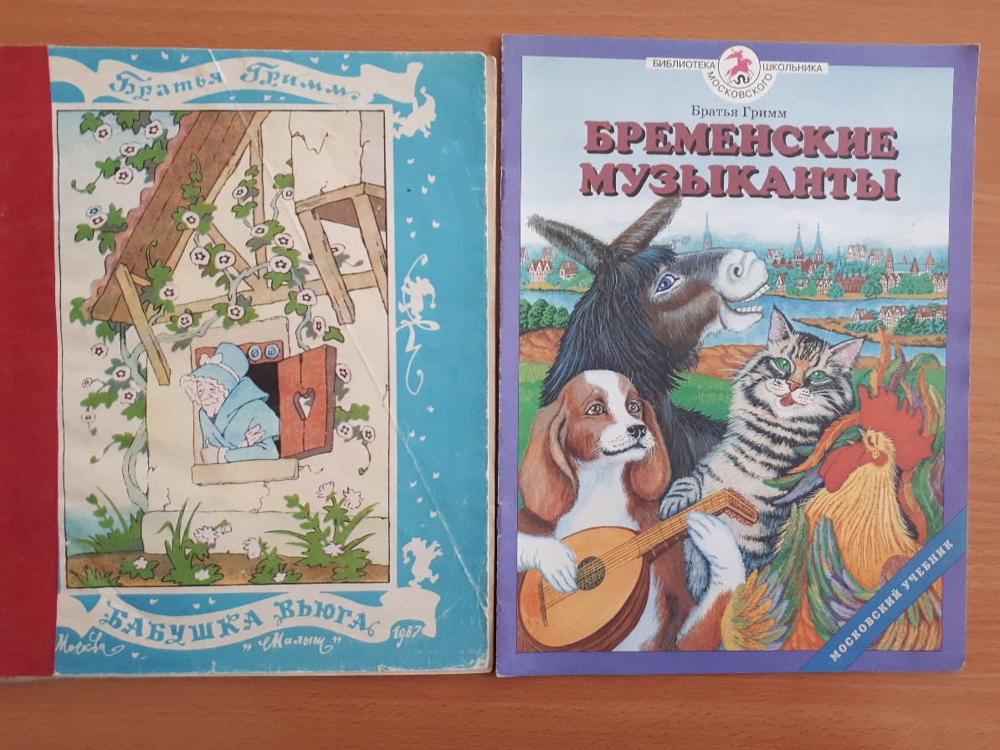 Братья Гримм
БАБУШКА ВЬЮГА
Москва „Малыш" 1987
БИБЛИОТЕКА МОСКОВСКОГО ШКОЛЬНИКА
Братья Гримм
БРЕМЕНСКИЕ
МУЗЫКАНТЫ
МОСКОВСКИЙ УЧЕБНИК